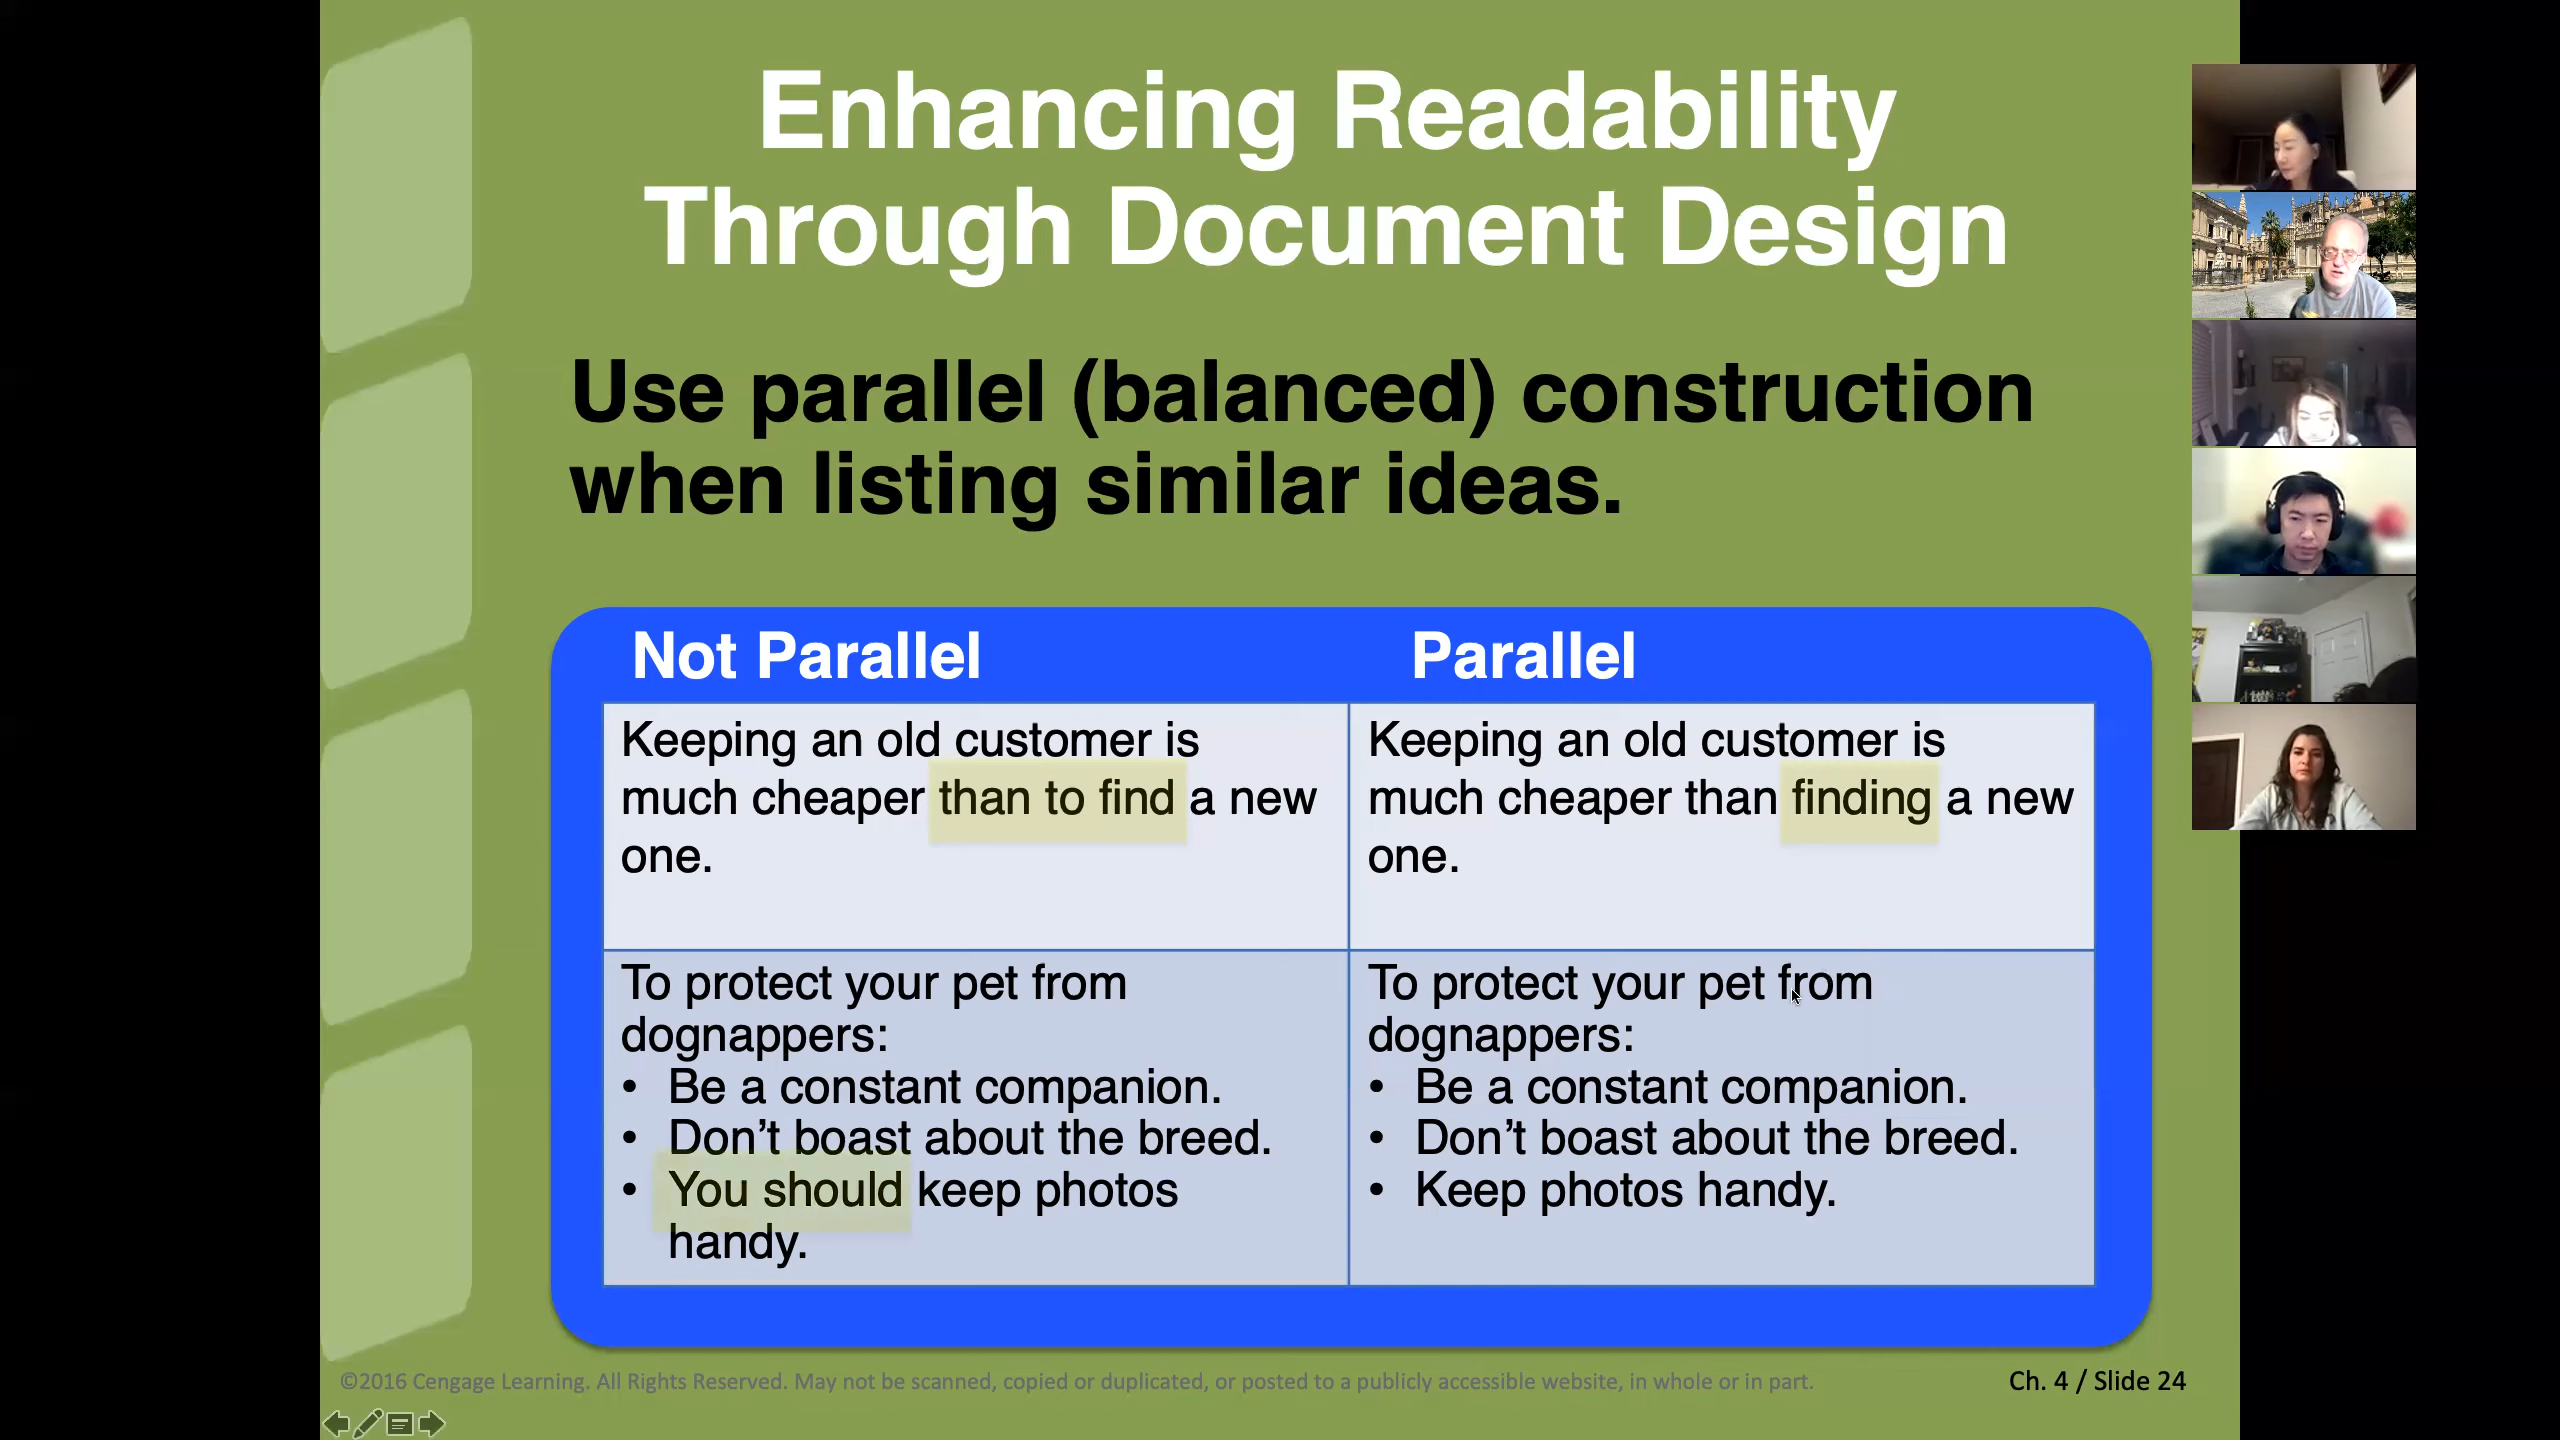 Enhancing Readability
Through Document Design
Use parallel (balanced) construction
when listing similar ideas.
Not Parallel
Parallel
Keeping an old customer is
much cheaper than to find a new
one.
Keeping an old customer is
much cheaper than finding a new
one.
To protect your pet from
dognappers:
• Be a constant companion.
• Don’t boast about the breed.
• You should keep photos
handy.
To protect your pet from
dognappers:
• Be a constant companion.
• Don’t boast about the breed.
• Keep photos handy.
©2016 Cengage Learning. All Rights Reserved. May not be scanned, copied or duplicated, or posted to a publicly accessible website, in whole or in part.
Ch. 4 / Slide 24